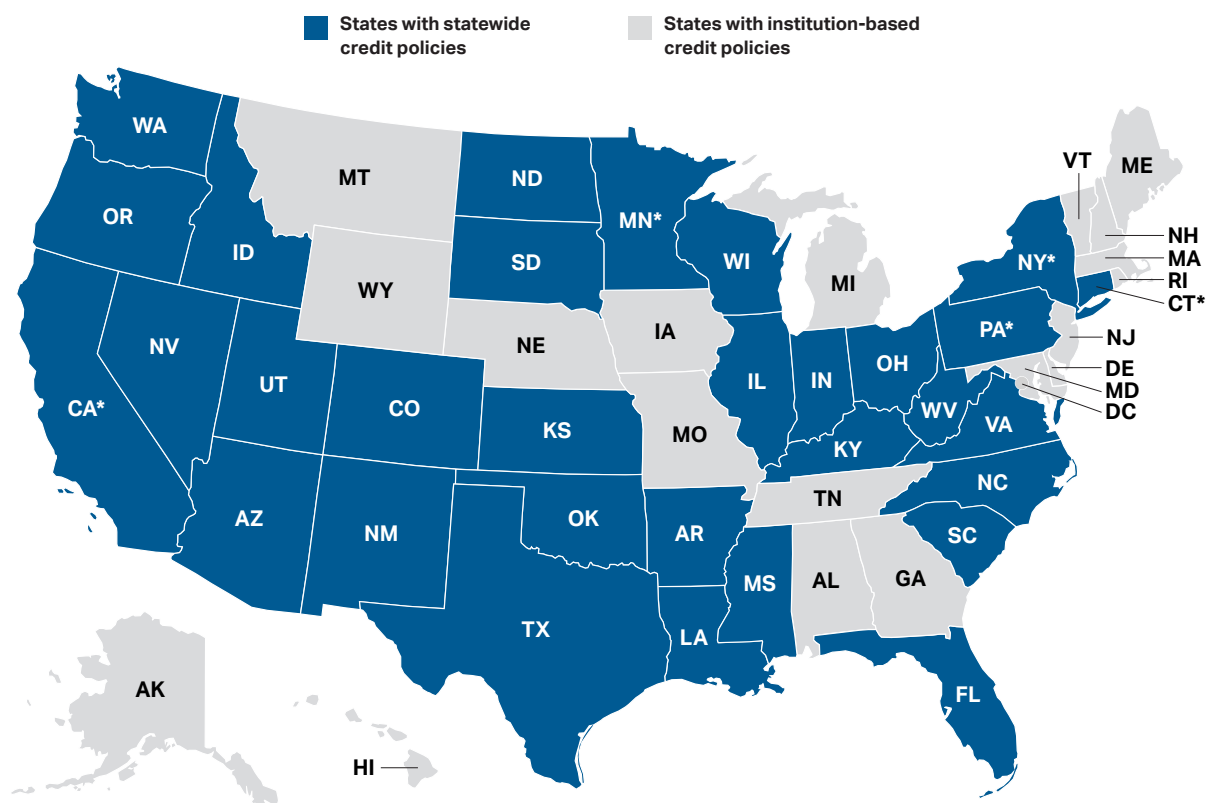 States with statewide
credit policies
States with institution-based
credit policies
WA
MT
ND
MN*
VT
ME
OR
ID
SD
WI
NH
MA
NY*
RI
WY
MI
CT*
NV
NE
IA
PA*
NJ
UT
CO
IL
IN
OH
DE
MD
DC
CA*
KS
MO
WV
VA
KY
AZ
NM
OK
AR
TN
NC
SC
MS
AL
GA
TX
LA
AK
FL
HI